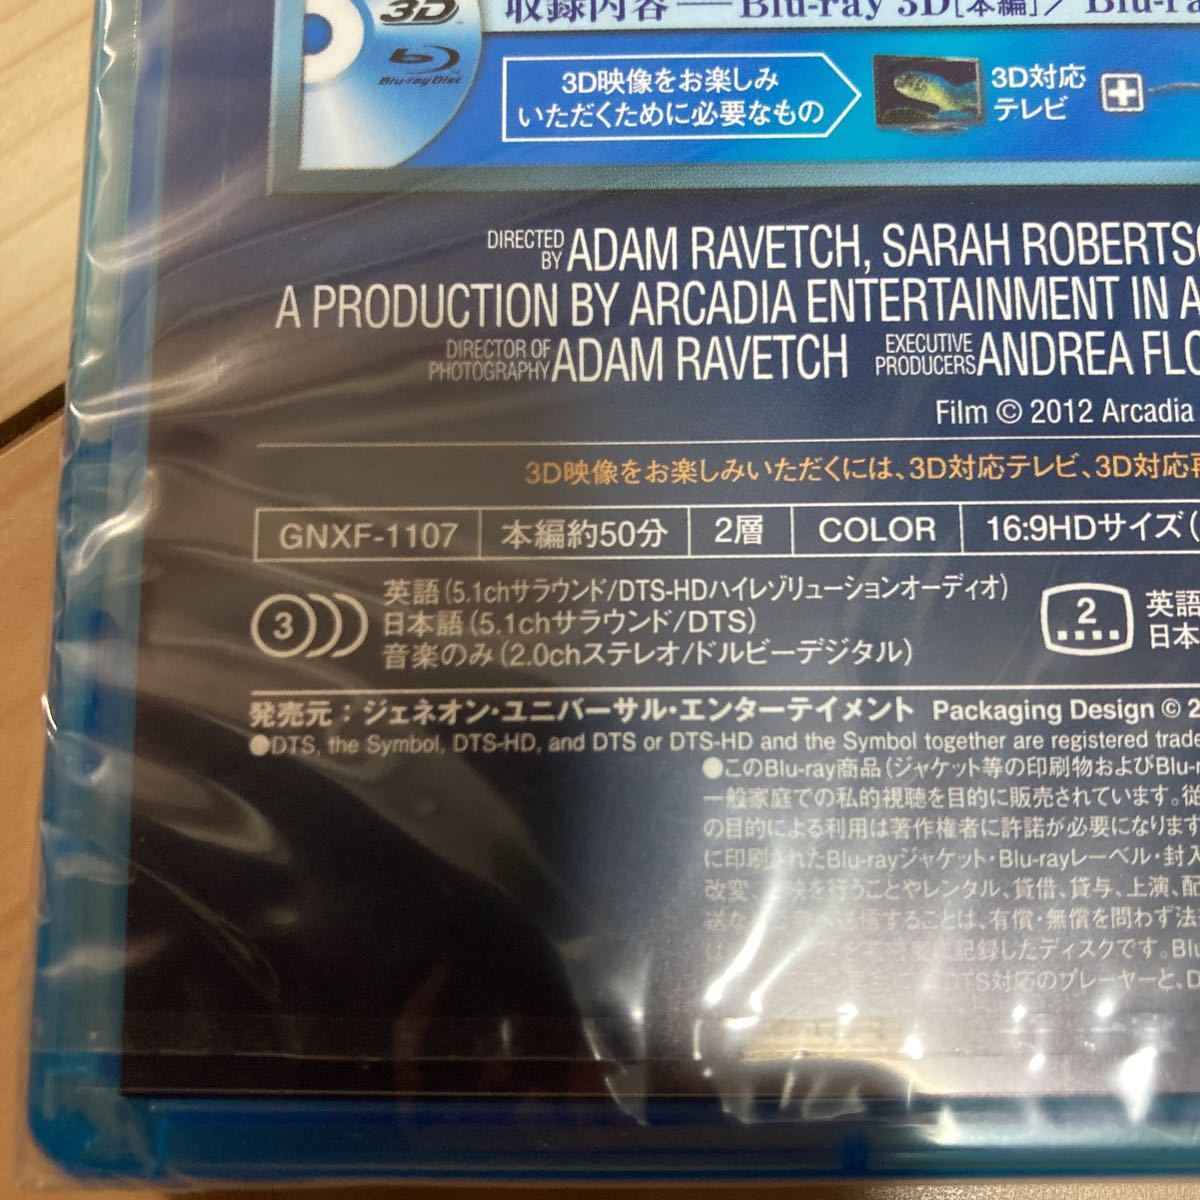 3D
収録内容 — Blu-ray 3D[本編]／ Blu-ra
Blu-ray Disc
3D映像をお楽しみ
いただくために必要なもの
3D対応
テレビ
DIRECTED BY ADAM RAVETCH, SARAH ROBERTSO
A PRODUCTION BY ARCADIA ENTERTAINMENT IN A
DIRECTOR OF PHOTOGRAPHY ADAM RAVETCH EXECUTIVE PRODUCERS ANDREA FLO
Film © 2012 Arcadia
3D映像をお楽しみいただくには、3D対応テレビ、3D対応再
GNXF-1107 本編約50分 2層 COLOR 16:9HDサイズ(
3
英語(5.1chサラウンド/DTS-HDハイレゾリューションオーディオ)
日本語(5.1chサラウンド/DTS)
音楽のみ(2.0chステレオ/ドルビーデジタル)
2
英語
日本
発売元：ジェネオン・ユニバーサル・エンターテイメント Packaging Design © 2
●DTS, the Symbol, DTS-HD, and DTS or DTS-HD and the Symbol together are registered trade
●このBlu-ray商品(ジャケット等の印刷物およびBlu-r
一般家庭での私的視聴を目的に販売されています。従
の目的による利用は著作権者に許諾が必要になります
に印刷されたBlu-rayジャケット・Blu-rayレーベル・封入
改変、映を行うことやレンタル、貸借、貸与、上演、配
送な信することは、有償・無償を問わず法
は記録したディスクです。Blu
DTS対応のプレーヤーと、D